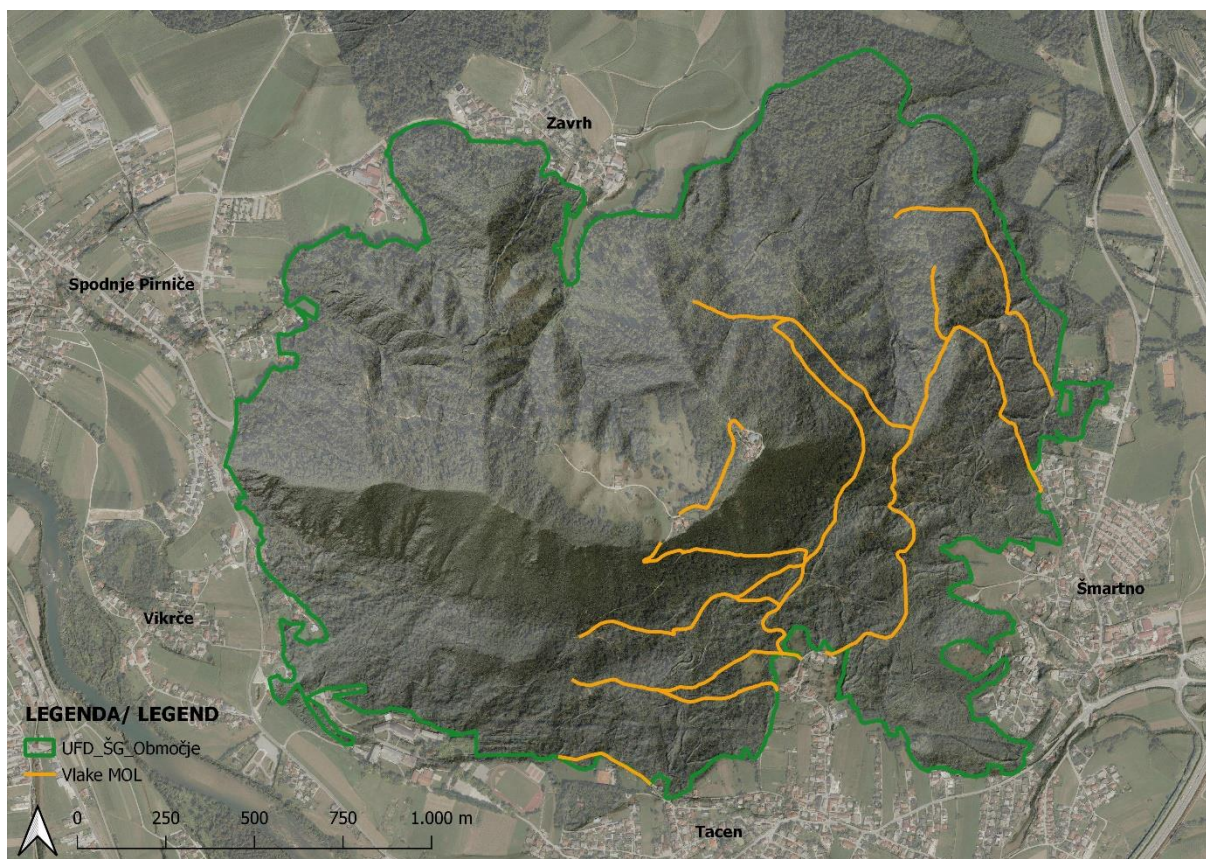 Zavrh
Spodnje Pirniče
Vikrče
Šmartno
Tacen
LEGENDA/ LEGEND
UFD_ŠG_Območje
Vlake MOL
0 250 500 750 1.000 m